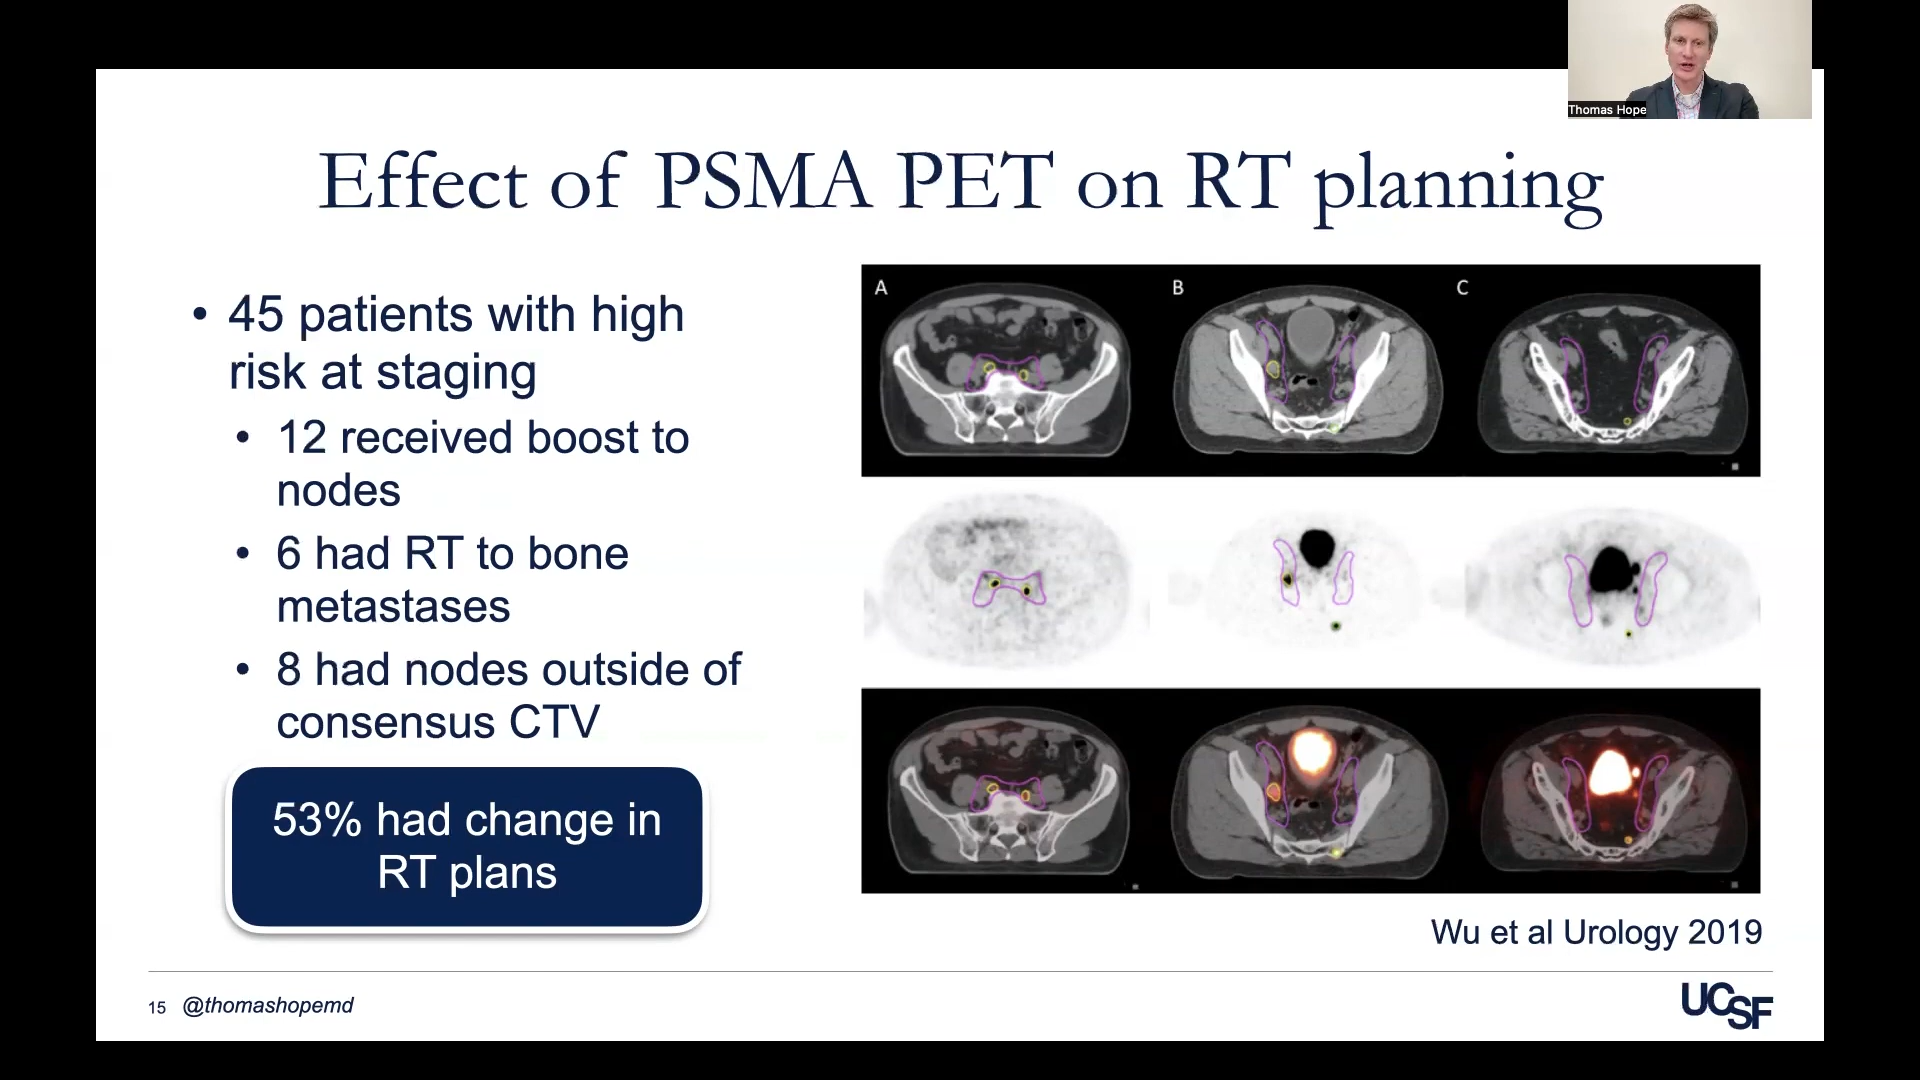 Thomas Hope
Effect of PSMA PET on RT planning
• 45 patients with high
risk at staging
• 12 received boost to
nodes
• 6 had RT to bone
metastases
• 8 had nodes outside of
consensus CTV
53% had change in
RT plans
A
B
C
Wu et al Urology 2019
15 @thomashopemd
UCSF